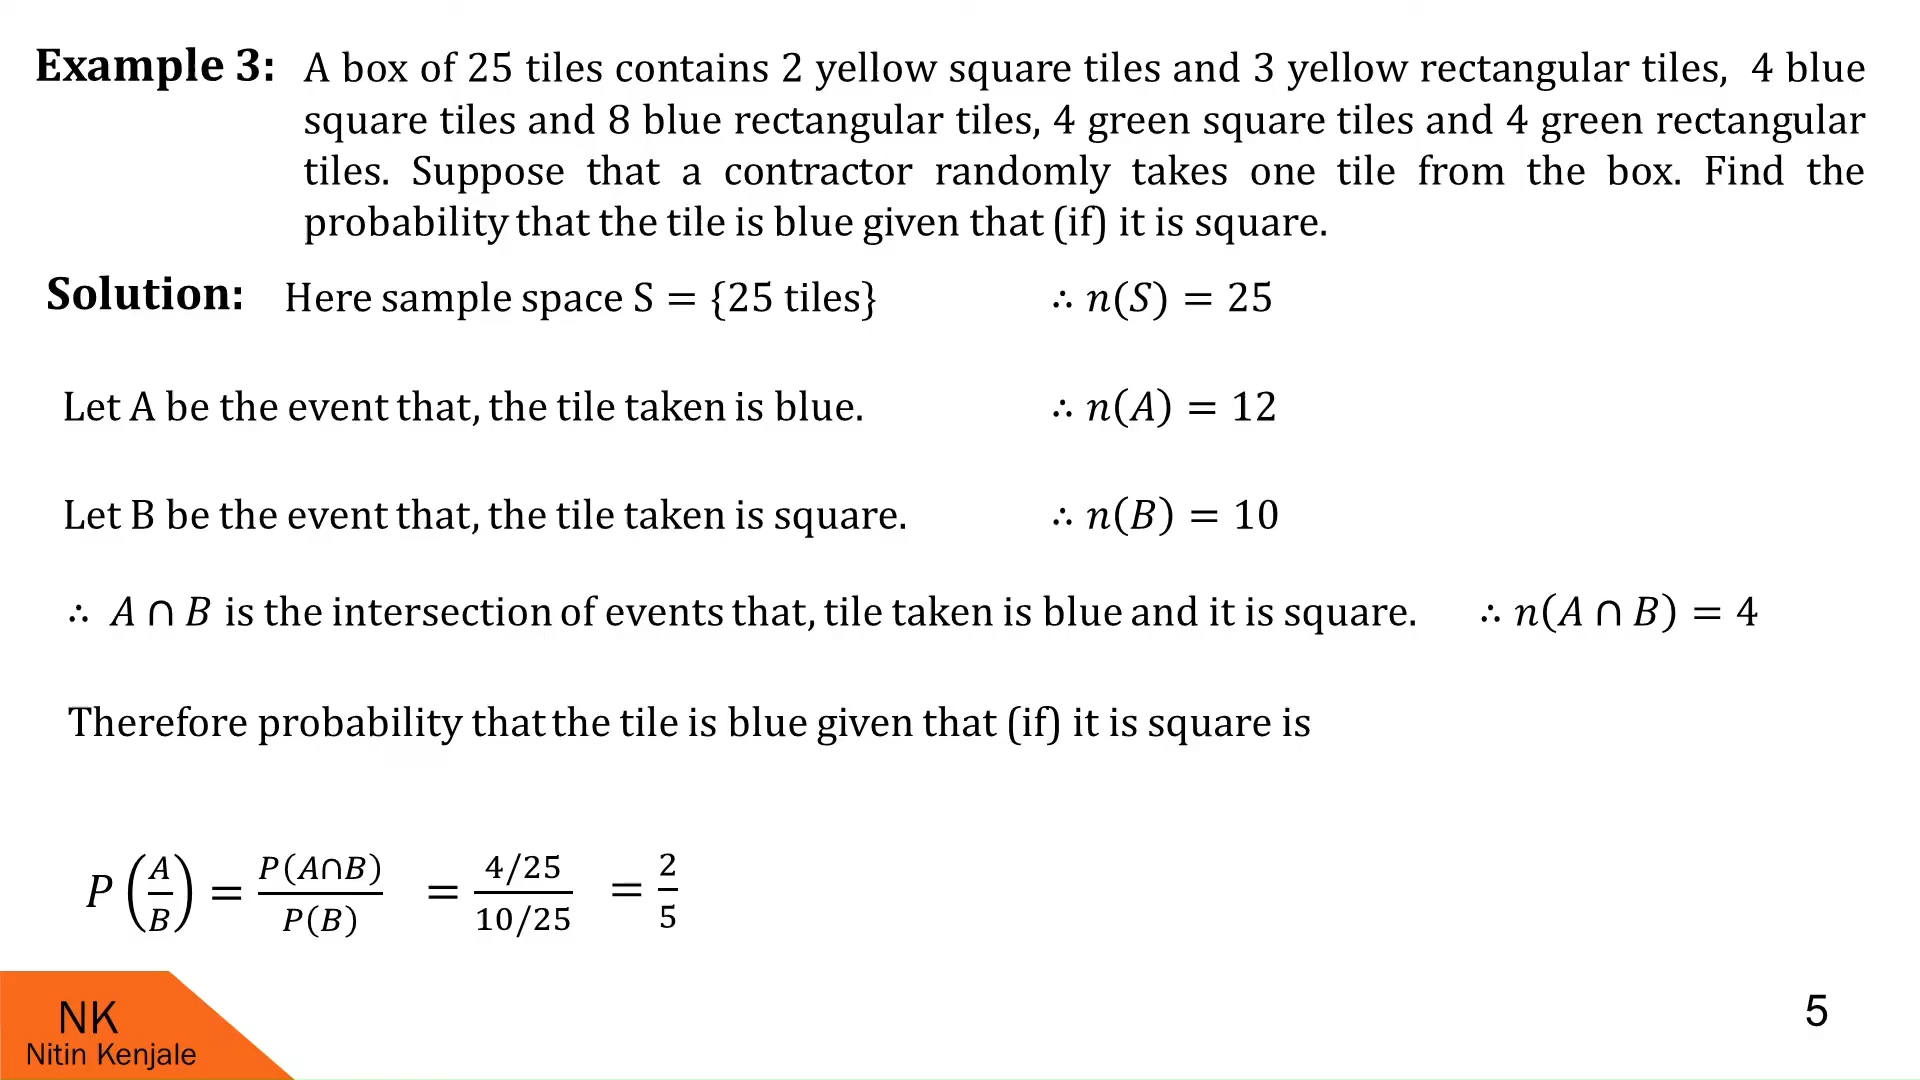 Example 3: A box of 25 tiles contains 2 yellow square tiles and 3 yellow rectangular tiles, 4 blue
square tiles and 8 blue rectangular tiles, 4 green square tiles and 4 green rectangular
tiles. Suppose that a contractor randomly takes one tile from the box. Find the
probability that the tile is blue given that (if) it is square.
Solution: Here sample space S = {25 tiles} ∴ n(S) = 25
Let A be the event that, the tile taken is blue. ∴ n(A) = 12
Let B be the event that, the tile taken is square. ∴ n(B) = 10
∴ A ∩ B is the intersection of events that, tile taken is blue and it is square. ∴ n(A ∩ B) = 4
Therefore probability that the tile is blue given that (if) it is square is
P(A/B) = P(A∩B)/P(B) = (4/25)/(10/25) = 2/5
NK
Nitin Kenjale
5